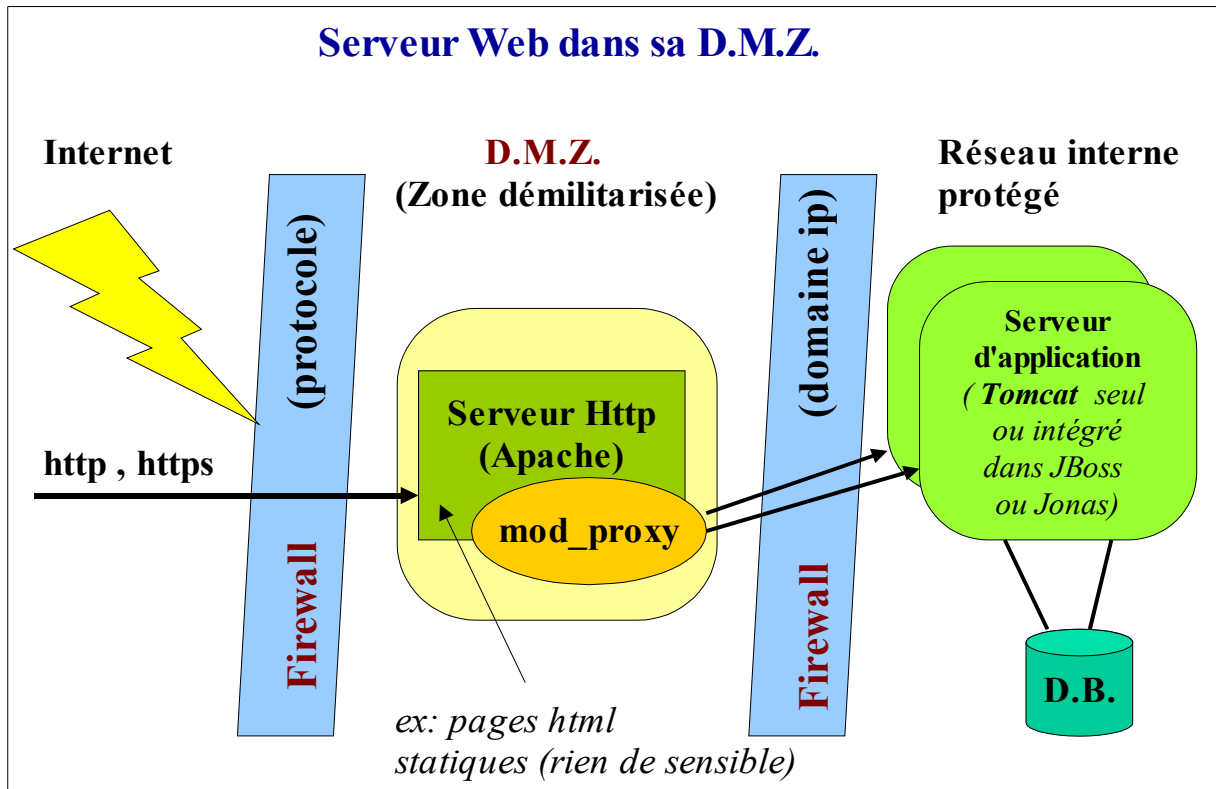 Serveur Web dans sa D.M.Z.
Internet
D.M.Z.
(Zone démilitarisée)
Réseau interne
protégé
(protocole)
Firewall
http , https
Serveur Http
(Apache)
mod_proxy
ex: pages html
statiques (rien de sensible)
(domaine ip)
Firewall
Serveur
d'application
( Tomcat seul
ou intégré
dans JBoss
ou Jonas)
D.B.